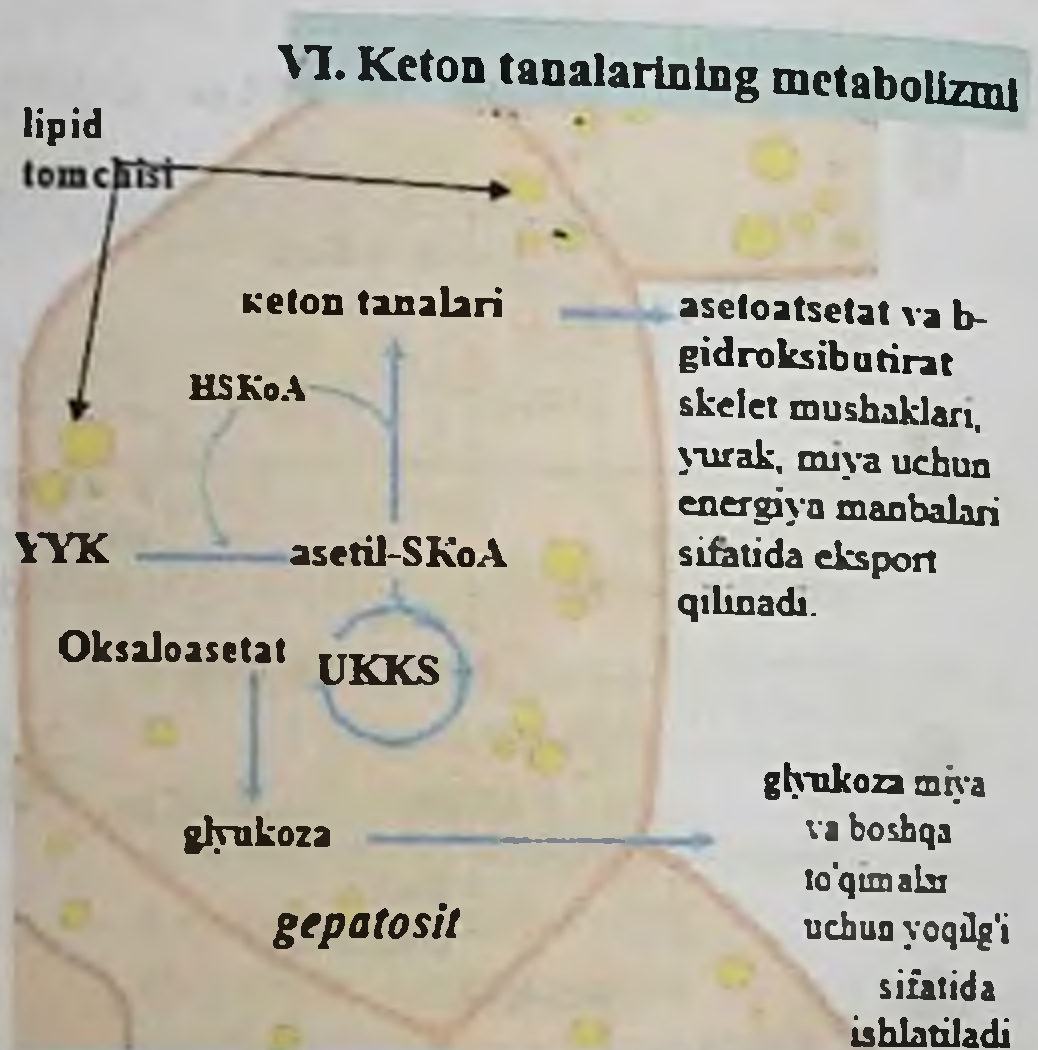 VI. Keton tanalarining metabolizmi
lipid
tomchisi
keton tanalari
asetoatsetat va b-
gidroksibutirat
skelet mushaklari,
yurak, miya uchun
energiya manbalari
sifatida eksport
qilinadi.
HSKoA
YYK
asetil-SKoA
Oksaloasetat
UKKS
glyukoza
glyukoza miya
va boshqa
to'qimalar
uchun yoqilg'i
sifatida
ishlatiladi
gepatosit